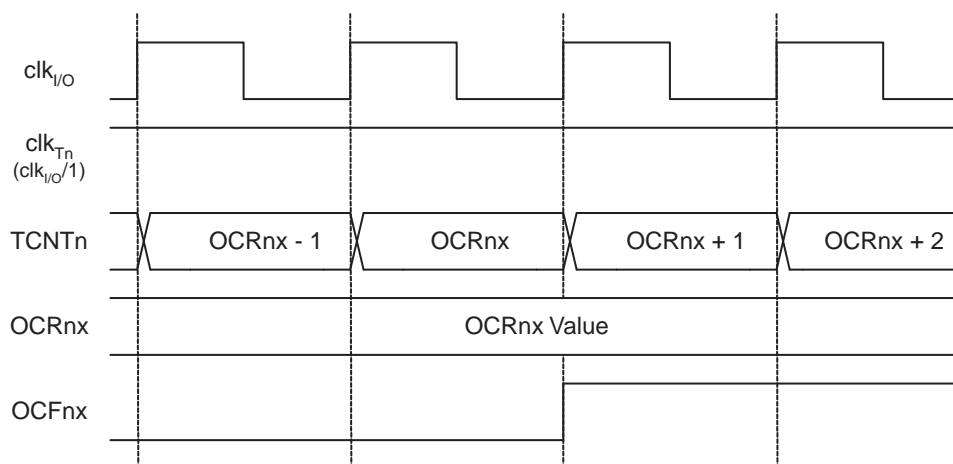 clkI/O
clkTn
(clkI/O/1)
TCNTn OCRnx - 1 OCRnx OCRnx + 1 OCRnx + 2
OCRnx OCRnx Value
OCFnx